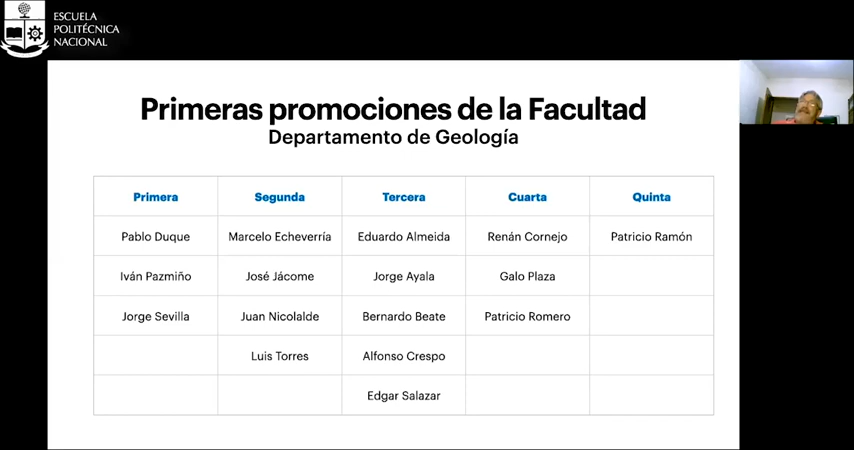 ESCUELA
POLITÉCNICA
NACIONAL
Primeras promociones de la Facultad
Departamento de Geología
Primera Segunda Tercera Cuarta Quinta
Pablo Duque Marcelo Echeverría Eduardo Almeida Renán Cornejo Patricio Ramón
Iván Pazmiño José Jácome Jorge Ayala Galo Plaza
Jorge Sevilla Juan Nicolalde Bernardo Beate Patricio Romero
Luis Torres Alfonso Crespo
Edgar Salazar